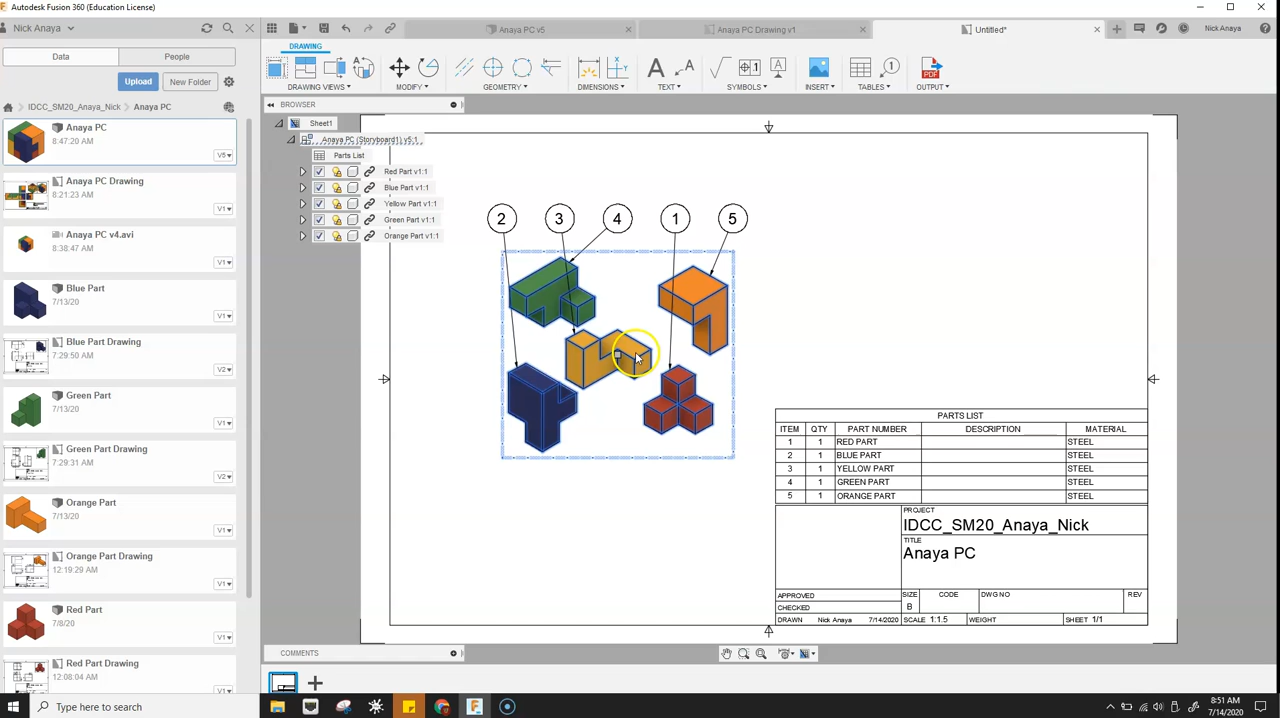 Autodesk Fusion 360 (Education License)
Nick Anaya
Anaya PC v5
Anaya PC Drawing v1
Untitled*
Nick Anaya
DRAWING
Data
People
Upload
New Folder
DRAWING VIEWS
MODIFY
GEOMETRY
DIMENSIONS
TEXT
SYMBOLS
INSERT
TABLES
OUTPUT
IDCC_SM20_Anaya_Nick
Anaya PC
BROWSER
Sheet1
Anaya PC (Storyboard1) v5:1
Parts List
Red Part v1:1
Blue Part v1:1
Yellow Part v1:1
Green Part v1:1
Orange Part v1:1
Anaya PC
8:47:20 AM
V5
Anaya PC Drawing
8:21:23 AM
V1
Anaya PC v4.avi
8:38:47 AM
V1
Blue Part
7/13/20
V1
Blue Part Drawing
7:29:50 AM
V2
Green Part
7/13/20
V1
Green Part Drawing
7:29:31 AM
V2
Orange Part
7/13/20
V1
Orange Part Drawing
12:19:29 AM
V1
Red Part
7/8/20
V1
Red Part Drawing
12:08:04 AM
V1
2 3 4 1 5
PARTS LIST
ITEM QTY PART NUMBER DESCRIPTION MATERIAL
1 1 RED PART STEEL
2 1 BLUE PART STEEL
3 1 YELLOW PART STEEL
4 1 GREEN PART STEEL
5 1 ORANGE PART STEEL
PROJECT
IDCC_SM20_Anaya_Nick
TITLE
Anaya PC
APPROVED
CHECKED
DRAWN Nick Anaya 7/14/2020
SIZE
B
CODE
DWG NO
REV
SCALE 1:1.5
WEIGHT
SHEET 1/1
COMMENTS
Type here to search
8:51 AM
7/14/2020